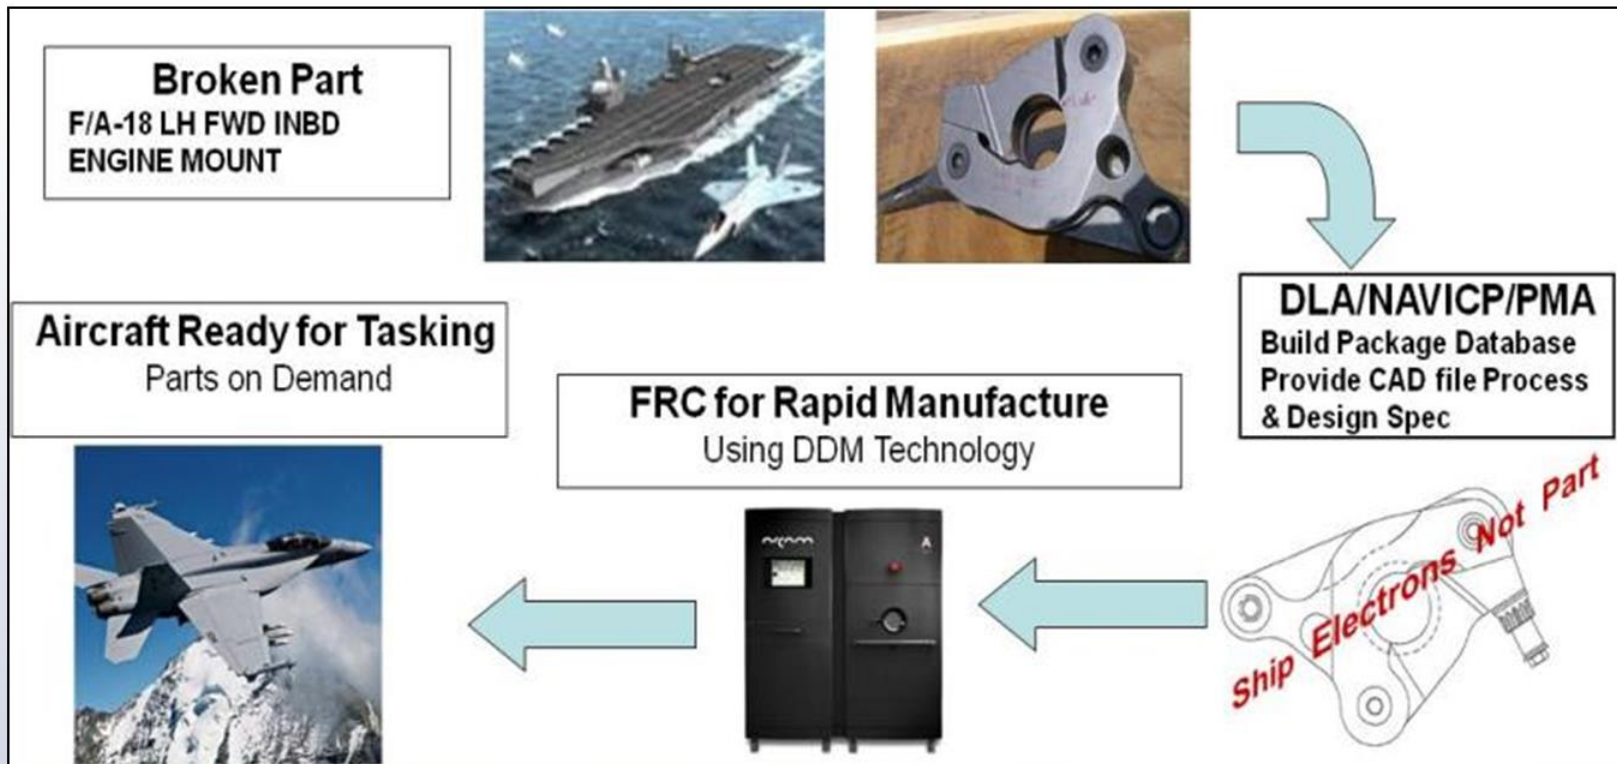 Broken Part
F/A-18 LH FWD INBD
ENGINE MOUNT
DLA/NAVICP/PMA
Build Package Database
Provide CAD file Process
& Design Spec
Ship Electrons Not Part
FRC for Rapid Manufacture
Using DDM Technology
arcam
A
Aircraft Ready for Tasking
Parts on Demand